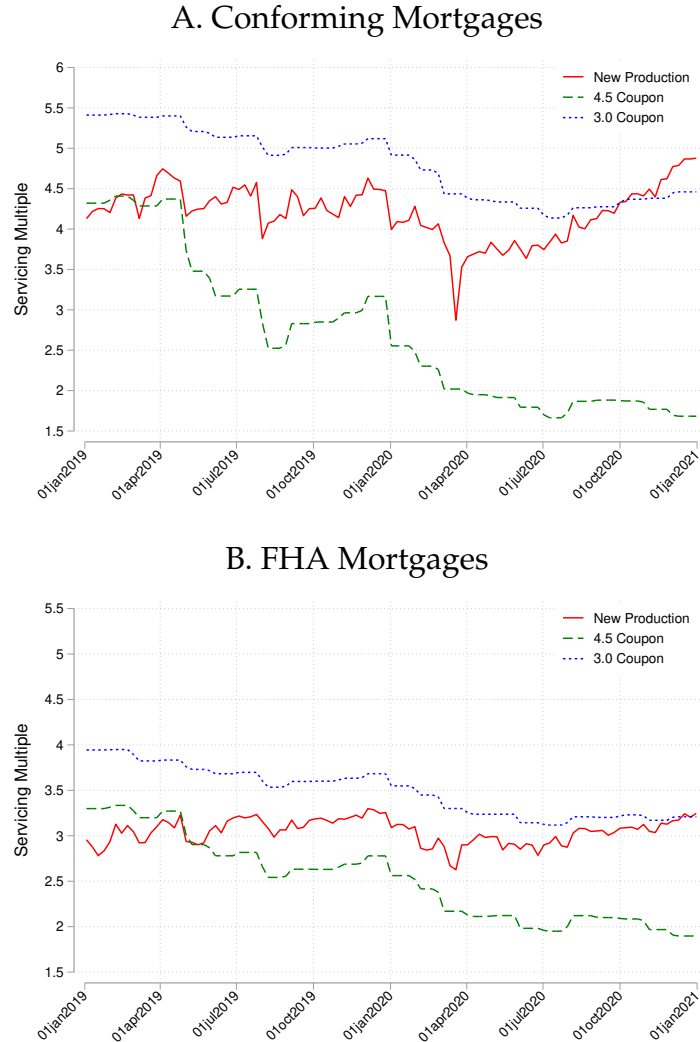 A. Conforming Mortgages
6
5.5
5
4.5
4
3.5
3
2.5
2
1.5
Servicing Multiple
New Production
4.5 Coupon
3.0 Coupon
01jan2019
01apr2019
01jul2019
01oct2019
01jan2020
01apr2020
01jul2020
01oct2020
01jan2021
B. FHA Mortgages
5.5
5
4.5
4
3.5
3
2.5
2
1.5
Servicing Multiple
New Production
4.5 Coupon
3.0 Coupon
01jan2019
01apr2019
01jul2019
01oct2019
01jan2020
01apr2020
01jul2020
01oct2020
01jan2021